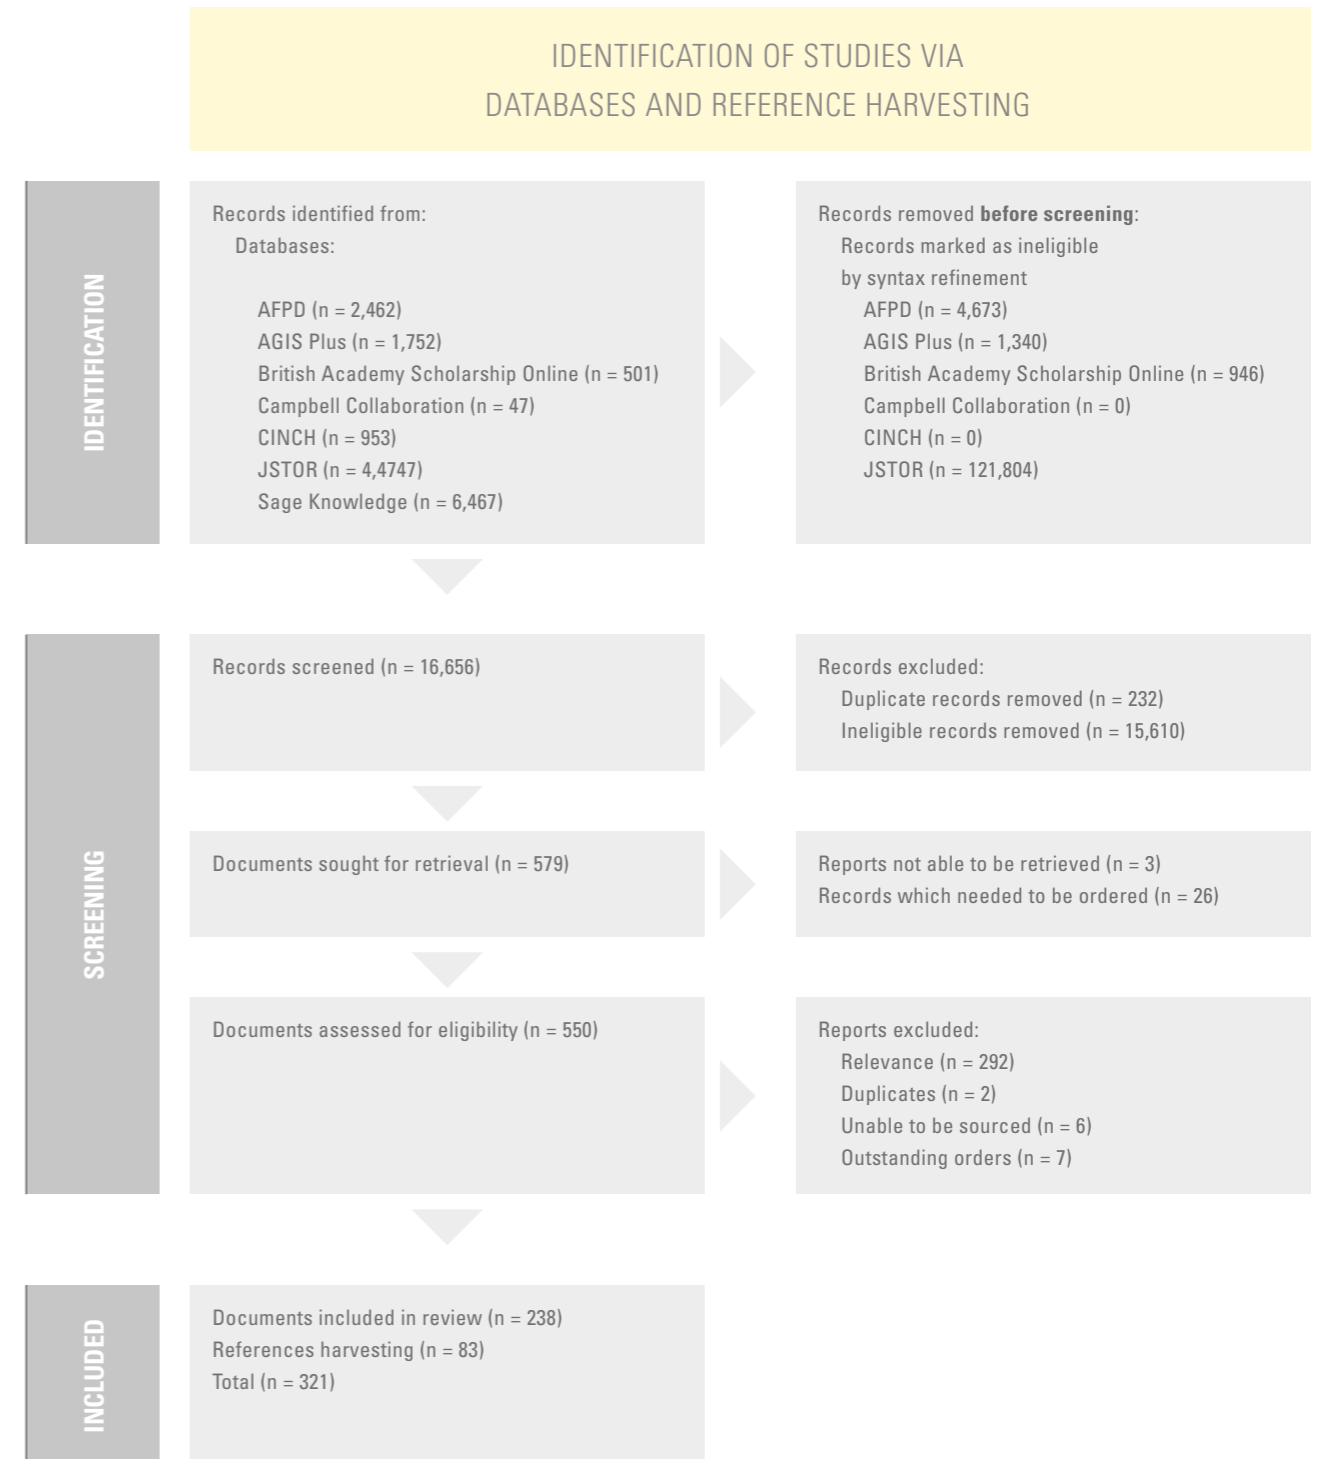 IDENTIFICATION OF STUDIES VIA
DATABASES AND REFERENCE HARVESTING
IDENTIFICATION
Records identified from:
Databases:
AFPD (n = 2,462)
AGIS Plus (n = 1,752)
British Academy Scholarship Online (n = 501)
Campbell Collaboration (n = 47)
CINCH (n = 953)
JSTOR (n = 4,4747)
Sage Knowledge (n = 6,467)
Records removed before screening:
Records marked as ineligible
by syntax refinement
AFPD (n = 4,673)
AGIS Plus (n = 1,340)
British Academy Scholarship Online (n = 946)
Campbell Collaboration (n = 0)
CINCH (n = 0)
JSTOR (n = 121,804)
SCREENING
Records screened (n = 16,656)
Records excluded:
Duplicate records removed (n = 232)
Ineligible records removed (n = 15,610)
Documents sought for retrieval (n = 579)
Reports not able to be retrieved (n = 3)
Records which needed to be ordered (n = 26)
Documents assessed for eligibility (n = 550)
Reports excluded:
Relevance (n = 292)
Duplicates (n = 2)
Unable to be sourced (n = 6)
Outstanding orders (n = 7)
INCLUDED
Documents included in review (n = 238)
References harvesting (n = 83)
Total (n = 321)